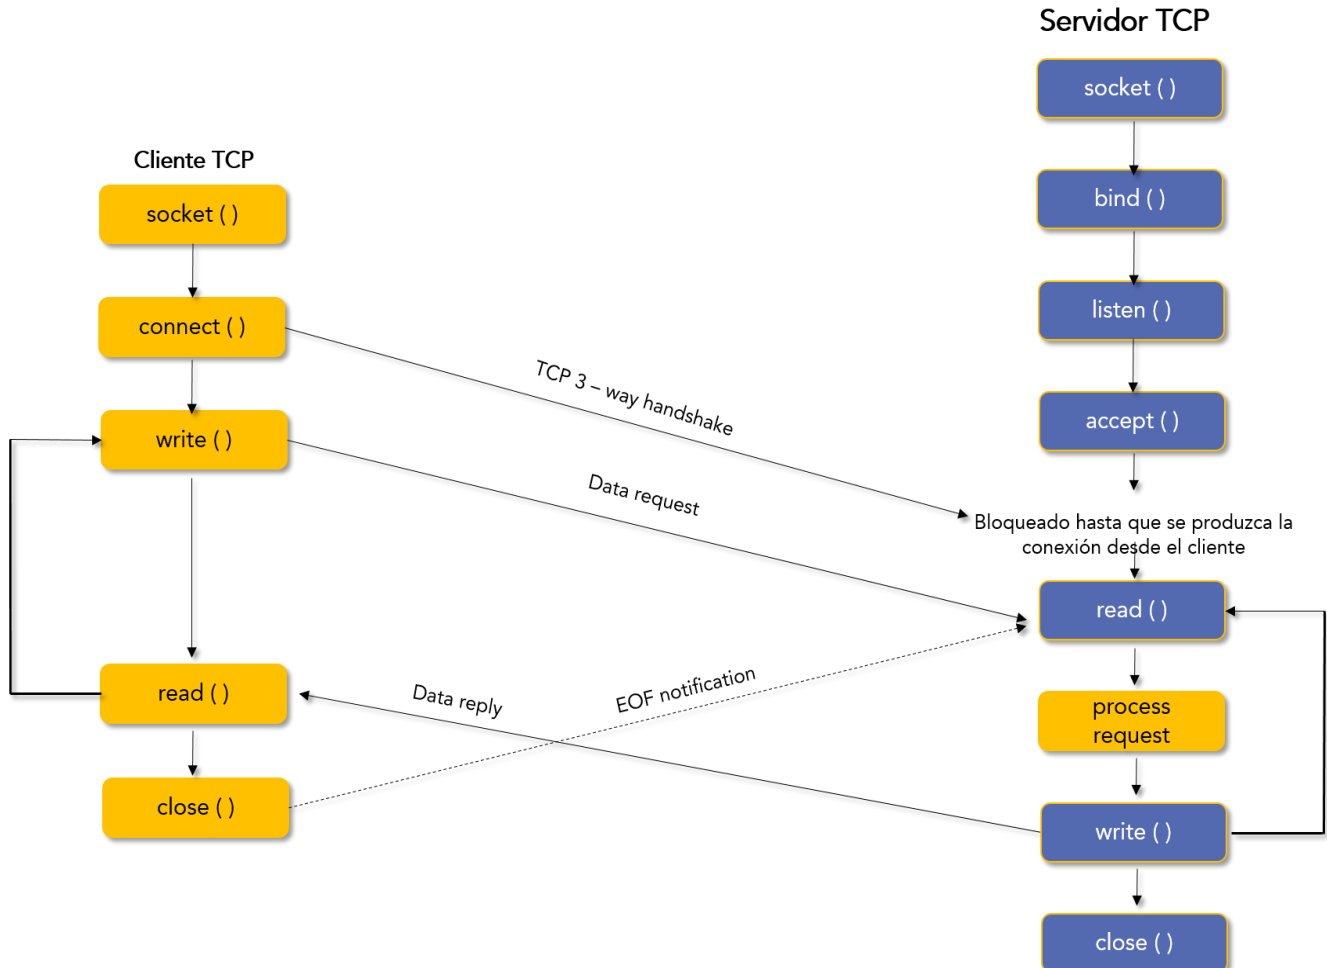 Servidor TCP
socket ( )
bind ( )
listen ( )
accept ( )
Bloqueado hasta que se produzca la
conexión desde el cliente
read ( )
process
request
write ( )
close ( )
Cliente TCP
socket ( )
connect ( )
write ( )
read ( )
close ( )
TCP 3 – way handshake
Data request
Data reply
EOF notification